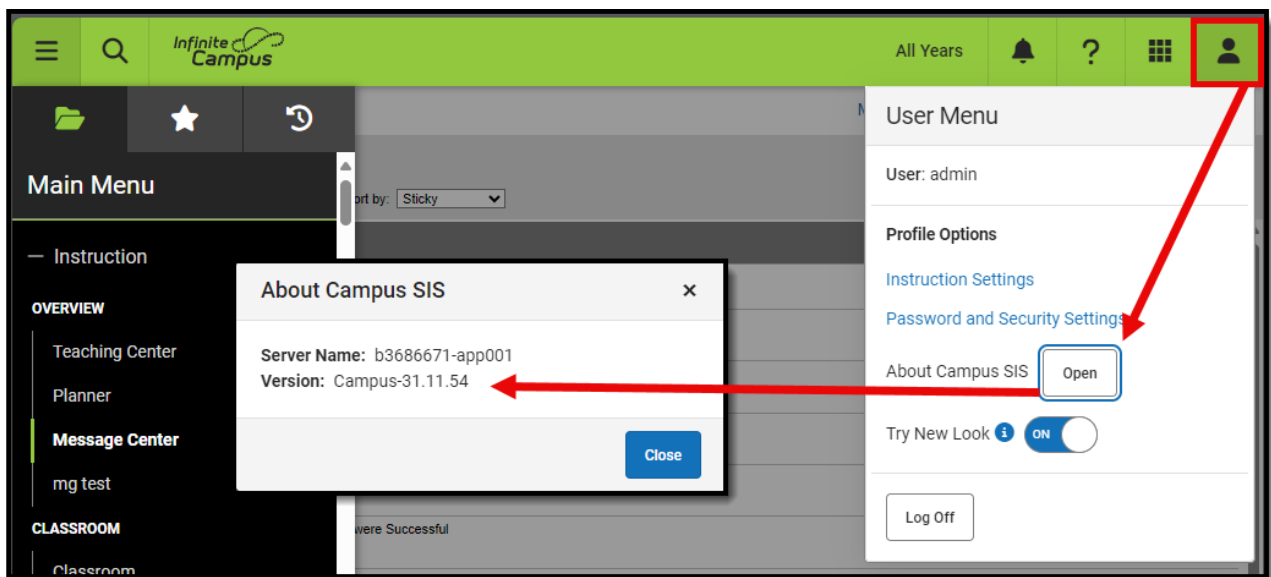 Infinite
Campus
All Years
?
Main Menu
ort by: Sticky
— Instruction
OVERVIEW
Teaching Center
Planner
Message Center
mg test
CLASSROOM
Classroom
About Campus SIS ×
Server Name: b3686671-app001
Version: Campus-31.11.54
Close
were Successful
User Menu
User: admin
Profile Options
Instruction Settings
Password and Security Settings
About Campus SIS Open
Try New Look i ON
Log Off